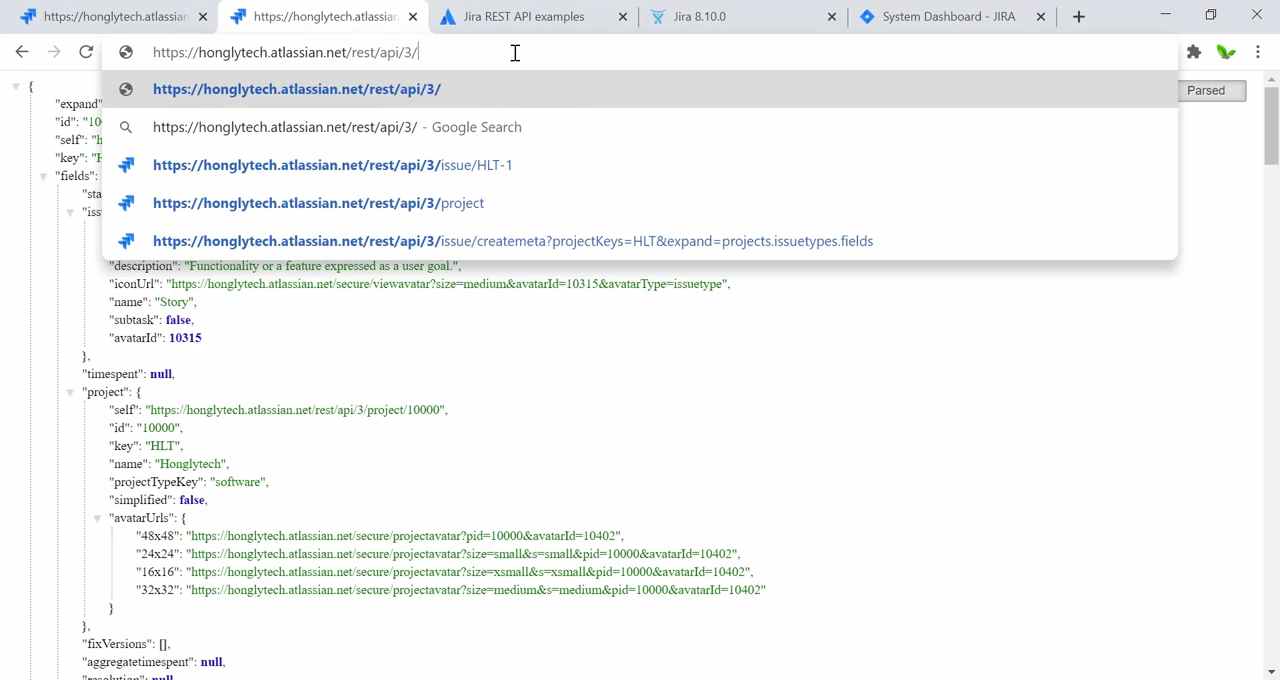 https://honglytech.atlassian
https://honglytech.atlassian
Jira REST API examples
Jira 8.10.0
System Dashboard - JIRA
https://honglytech.atlassian.net/rest/api/3/
https://honglytech.atlassian.net/rest/api/3/
https://honglytech.atlassian.net/rest/api/3/ - Google Search
https://honglytech.atlassian.net/rest/api/3/issue/HLT-1
https://honglytech.atlassian.net/rest/api/3/project
https://honglytech.atlassian.net/rest/api/3/issue/createmeta?projectKeys=HLT&expand=projects.issuetypes.fields
Parsed
{
"expand"
"id": "10
"self": "h
"key": "H
"fields":
"sta
"iss
"description": "Functionality or a feature expressed as a user goal.",
"iconUrl": "https://honglytech.atlassian.net/secure/viewavatar?size=medium&avatarId=10315&avatarType=issuetype",
"name": "Story",
"subtask": false,
"avatarId": 10315
},
"timespent": null,
"project": {
"self": "https://honglytech.atlassian.net/rest/api/3/project/10000",
"id": "10000",
"key": "HLT",
"name": "Honglytech",
"projectTypeKey": "software",
"simplified": false,
"avatarUrls": {
"48x48": "https://honglytech.atlassian.net/secure/projectavatar?pid=10000&avatarId=10402",
"24x24": "https://honglytech.atlassian.net/secure/projectavatar?size=small&s=small&pid=10000&avatarId=10402",
"16x16": "https://honglytech.atlassian.net/secure/projectavatar?size=xsmall&s=xsmall&pid=10000&avatarId=10402",
"32x32": "https://honglytech.atlassian.net/secure/projectavatar?size=medium&s=medium&pid=10000&avatarId=10402"
}
},
"fixVersions": [],
"aggregatetimespent": null,
"resolution": null